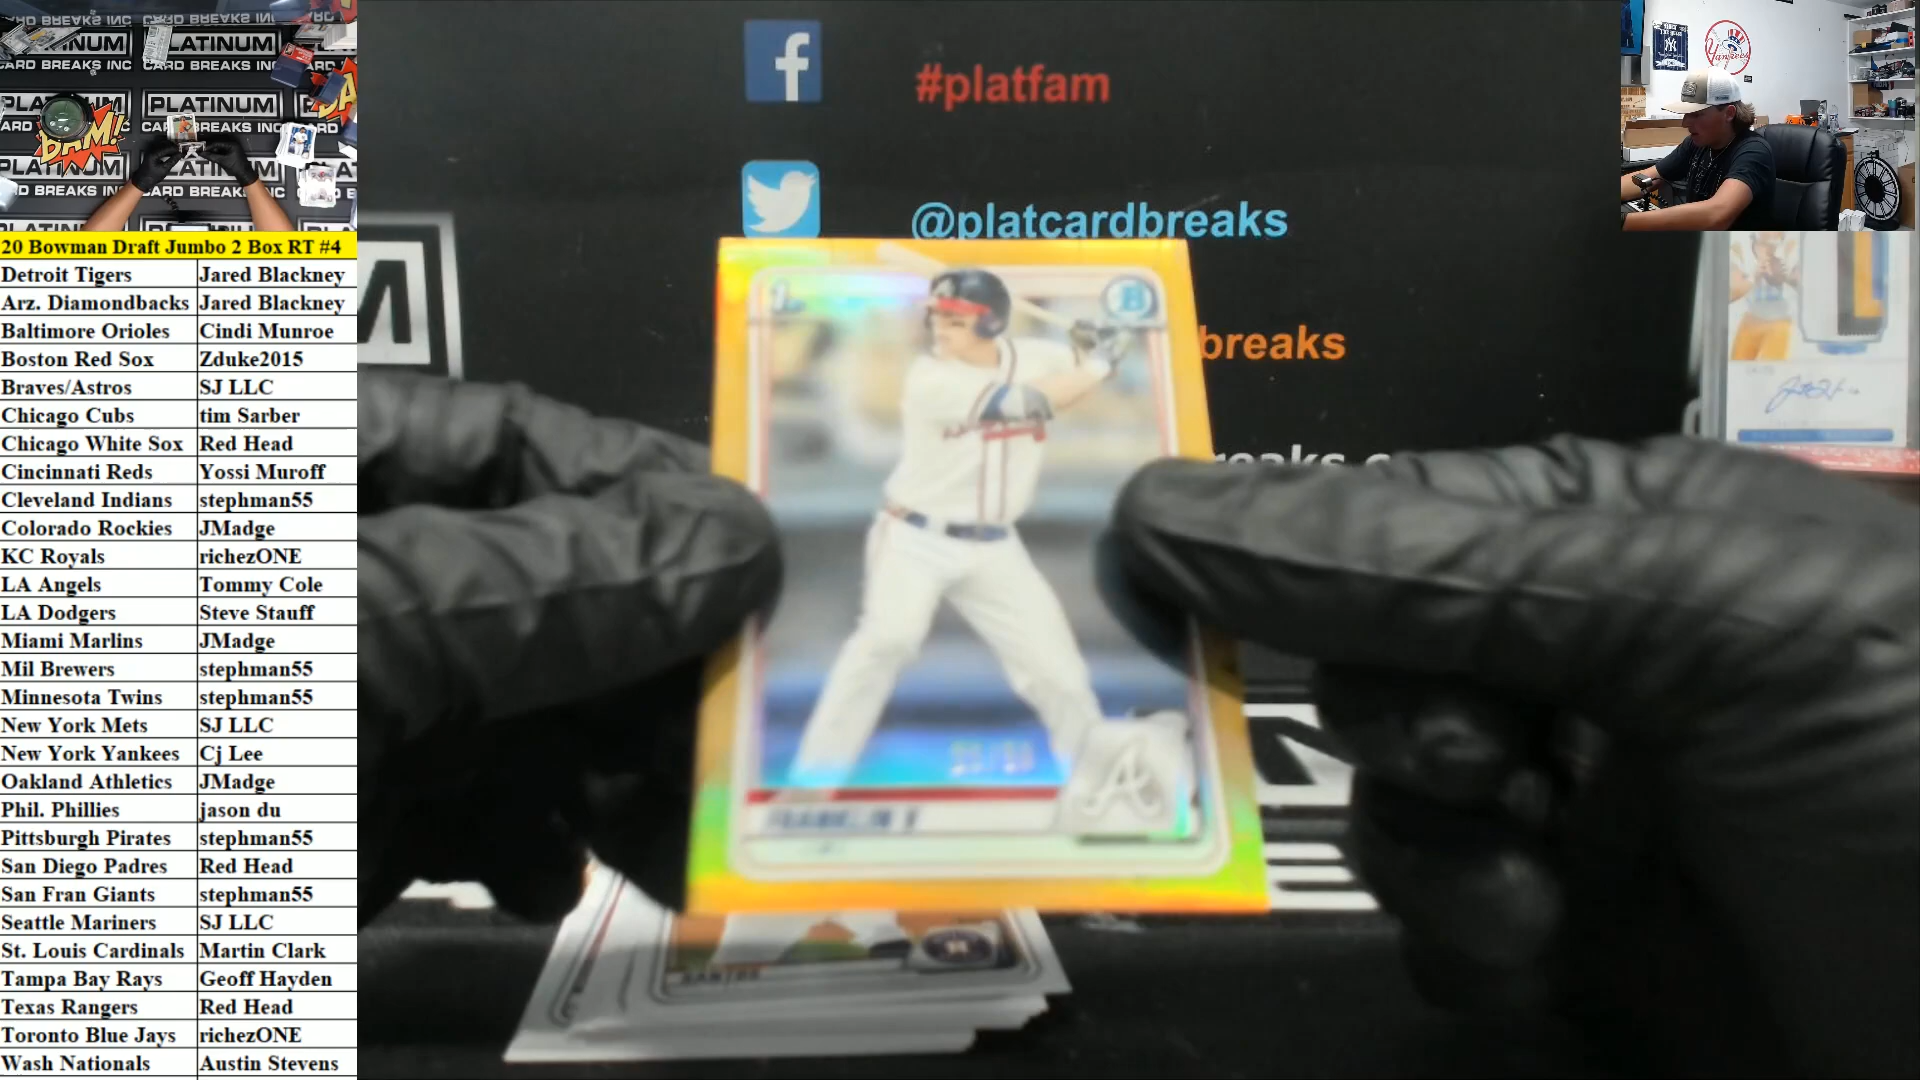 20 Bowman Draft Jumbo 2 Box RT #4
Detroit Tigers Jared Blackney
Arz. Diamondbacks Jared Blackney
Baltimore Orioles Cindi Munroe
Boston Red Sox Zduke2015
Braves/Astros SJ LLC
Chicago Cubs tim Sarber
Chicago White Sox Red Head
Cincinnati Reds Yossi Muroff
Cleveland Indians stephman55
Colorado Rockies JMadge
KC Royals richezONE
LA Angels Tommy Cole
LA Dodgers Steve Stauff
Miami Marlins JMadge
Mil Brewers stephman55
Minnesota Twins stephman55
New York Mets SJ LLC
New York Yankees Cj Lee
Oakland Athletics JMadge
Phil. Phillies jason du
Pittsburgh Pirates stephman55
San Diego Padres Red Head
San Fran Giants stephman55
Seattle Mariners SJ LLC
St. Louis Cardinals Martin Clark
Tampa Bay Rays Geoff Hayden
Texas Rangers Red Head
Toronto Blue Jays richezONE
Wash Nationals Austin Stevens
PLATINUM
CARD BREAKS INC
BAM!
#platfam
@platcardbreaks
breaks
1st
B
A
Yankees